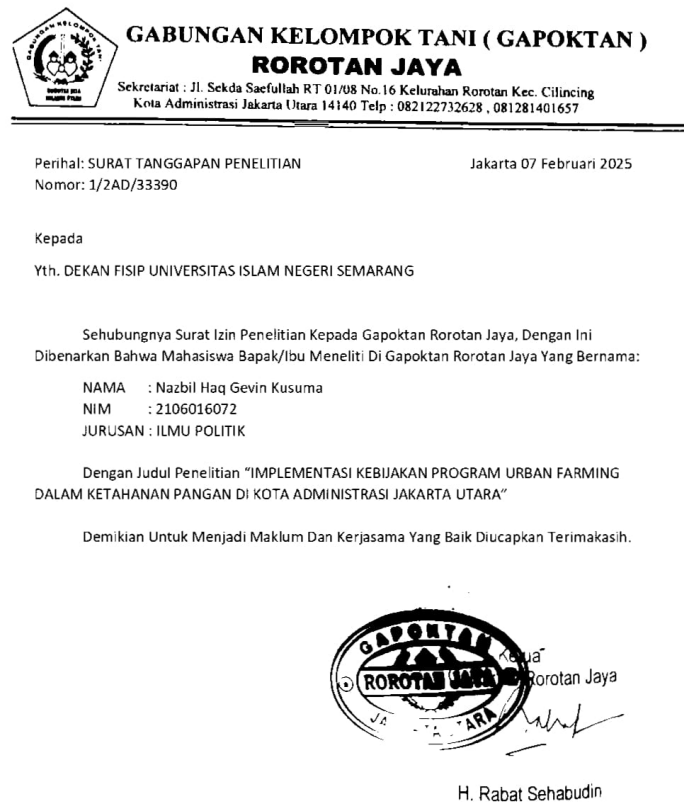 GABUNGAN KELOMPOK TANI ( GAPOKTAN )
ROROTAN JAYA
Sekretariat : Jl. Sekda Saefullah RT 01/08 No.16 Kelurahan Rorotan Kec. Cilincing
Kota Administrasi Jakarta Utara 14140 Telp : 082122732628 , 081281401657
GABUNGAN KELOMPOK TANI
Perihal: SURAT TANGGAPAN PENELITIAN
Jakarta 07 Februari 2025
Nomor: 1/2AD/33390
Kepada
Yth. DEKAN FISIP UNIVERSITAS ISLAM NEGERI SEMARANG
Sehubungnya Surat Izin Penelitian Kepada Gapoktan Rorotan Jaya, Dengan Ini
Dibenarkan Bahwa Mahasiswa Bapak/Ibu Meneliti Di Gapoktan Rorotan Jaya Yang Bernama:
NAMA : Nazbil Haq Gevin Kusuma
NIM : 2106016072
JURUSAN : ILMU POLITIK
Dengan Judul Penelitian “IMPLEMENTASI KEBIJAKAN PROGRAM URBAN FARMING
DALAM KETAHANAN PANGAN DI KOTA ADMINISTRASI JAKARTA UTARA”
Demikian Untuk Menjadi Maklum Dan Kerjasama Yang Baik Diucapkan Terimakasih.
GAPOKTAN
ROROTAN JAYA
Ketua
Rorotan Jaya
H. Rabat Sehabudin